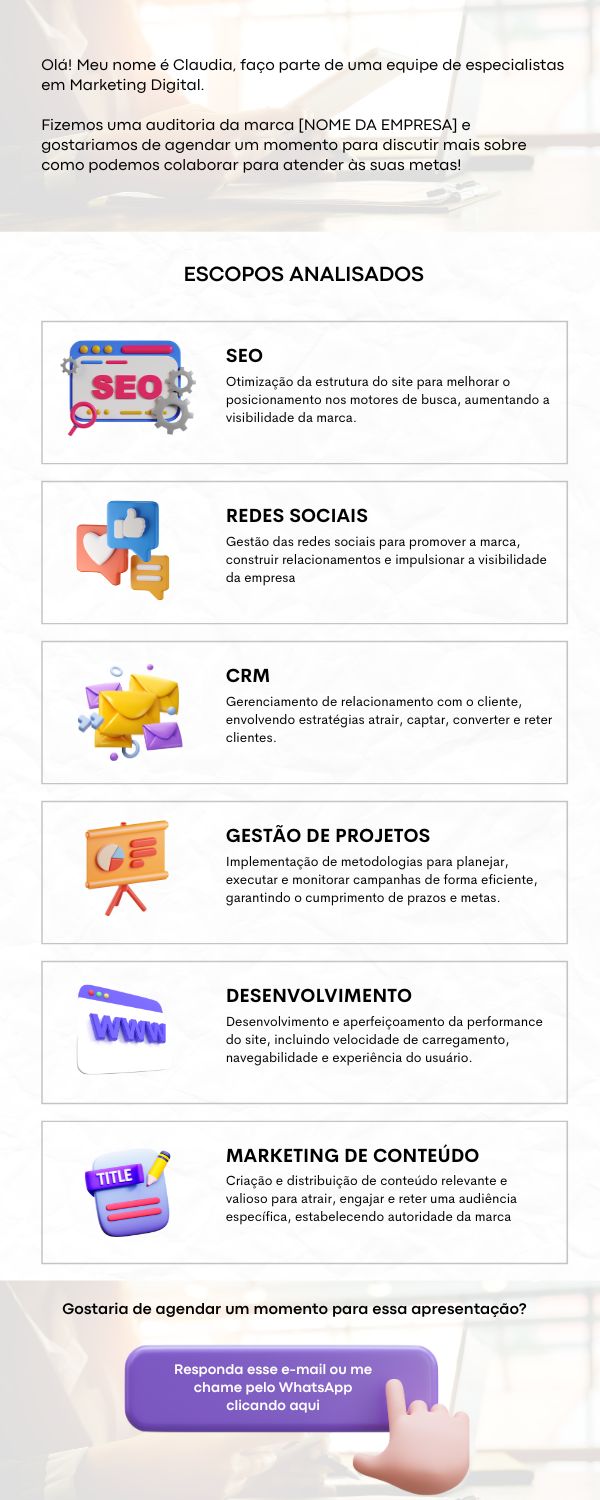 Olá! Meu nome é Claudia, faço parte de uma equipe de especialistas
em Marketing Digital.
Fizemos uma auditoria da marca [NOME DA EMPRESA] e
gostariamos de agendar um momento para discutir mais sobre
como podemos colaborar para atender às suas metas!
ESCOPOS ANALISADOS
SEO
SEO
Otimização da estrutura do site para melhorar o
posicionamento nos motores de busca, aumentando a
visibilidade da marca.
REDES SOCIAIS
Gestão das redes sociais para promover a marca,
construir relacionamentos e impulsionar a visibilidade
da empresa
CRM
Gerenciamento de relacionamento com o cliente,
envolvendo estratégias atrair, captar, converter e reter
clientes.
GESTÃO DE PROJETOS
Implementação de metodologias para planejar,
executar e monitorar campanhas de forma eficiente,
garantindo o cumprimento de prazos e metas.
WWW
DESENVOLVIMENTO
Desenvolvimento e aperfeiçoamento da performance
do site, incluindo velocidade de carregamento,
navegabilidade e experiência do usuário.
TITLE
MARKETING DE CONTEÚDO
Criação e distribuição de conteúdo relevante e
valioso para atrair, engajar e reter uma audiência
específica, estabelecendo autoridade da marca
Gostaria de agendar um momento para essa apresentação?
Responda esse e-mail ou me
chame pelo WhatsApp
clicando aqui